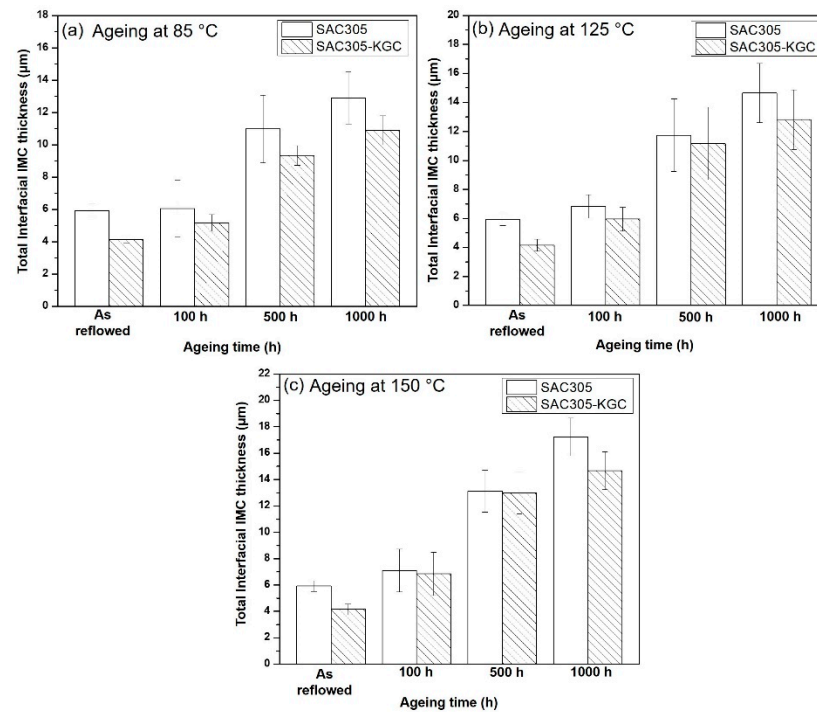 (a) Ageing at 85 °C
SAC305
SAC305-KGC
Total Interfacial IMC thickness (µm)
18
16
14
12
10
8
6
4
2
0
As reflowed
100 h
500 h
1000 h
Ageing time (h)
(b) Ageing at 125 °C
SAC305
SAC305-KGC
Total Interfacial IMC thickness (µm)
20
18
16
14
12
10
8
6
4
2
0
As reflowed
100 h
500 h
1000 h
Ageing time (h)
(c) Ageing at 150 °C
SAC305
SAC305-KGC
Total Interfacial IMC thickness (µm)
22
20
18
16
14
12
10
8
6
4
2
0
As reflowed
100 h
500 h
1000 h
Ageing time (h)